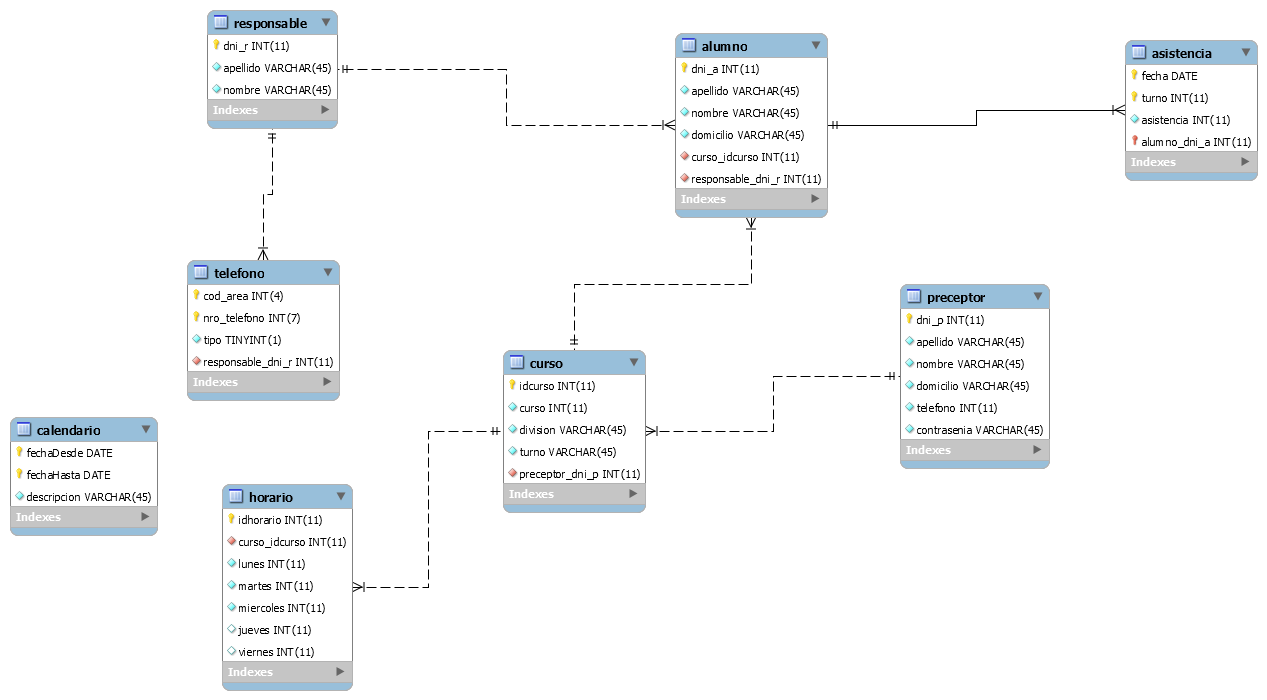 responsable
dni_r INT(11)
apellido VARCHAR(45)
nombre VARCHAR(45)
Indexes
alumno
dni_a INT(11)
apellido VARCHAR(45)
nombre VARCHAR(45)
domicilio VARCHAR(45)
curso_idcurso INT(11)
responsable_dni_r INT(11)
Indexes
asistencia
fecha DATE
turno INT(11)
asistencia INT(11)
alumno_dni_a INT(11)
Indexes
telefono
cod_area INT(4)
nro_telefono INT(7)
tipo TINYINT(1)
responsable_dni_r INT(11)
Indexes
preceptor
dni_p INT(11)
apellido VARCHAR(45)
nombre VARCHAR(45)
domicilio VARCHAR(45)
telefono INT(11)
contrasenia VARCHAR(45)
Indexes
curso
idcurso INT(11)
curso INT(11)
division VARCHAR(45)
turno VARCHAR(45)
preceptor_dni_p INT(11)
Indexes
calendario
fechaDesde DATE
fechaHasta DATE
descripcion VARCHAR(45)
Indexes
horario
idhorario INT(11)
curso_idcurso INT(11)
lunes INT(11)
martes INT(11)
miercoles INT(11)
jueves INT(11)
viernes INT(11)
Indexes